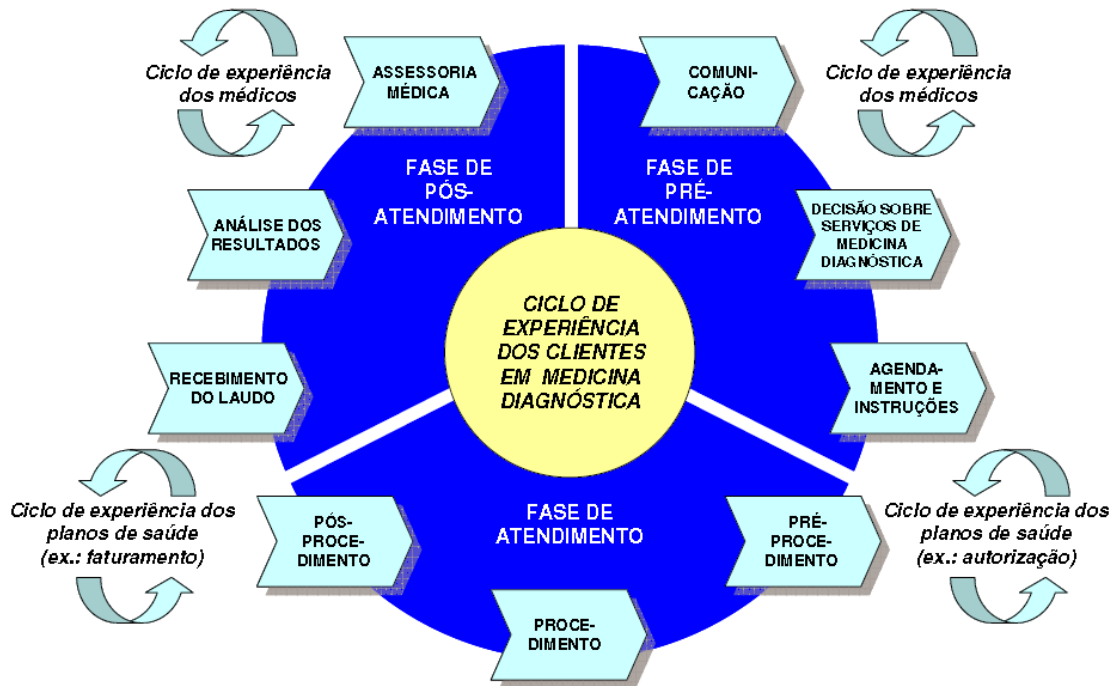 Ciclo de experiência
dos médicos
ASSESSORIA
MÉDICA
COMUNI-
CAÇÃO
Ciclo de experiência
dos médicos
FASE DE
PÓS-
ATENDIMENTO
FASE DE
PRÉ-
ATENDIMENTO
ANÁLISE DOS
RESULTADOS
DECISÃO SOBRE
SERVIÇOS DE
MEDICINA
DIAGNÓSTICA
CICLO DE
EXPERIÊNCIA
DOS CLIENTES
EM MEDICINA
DIAGNÓSTICA
RECEBIMENTO
DO LAUDO
AGENDA-
MENTO E
INSTRUÇÕES
Ciclo de experiência dos
planos de saúde
(ex.: faturamento)
PÓS-
PROCE-
DIMENTO
FASE DE
ATENDIMENTO
PRÉ-
PROCE-
DIMENTO
Ciclo de experiência dos
planos de saúde
(ex.: autorização)
PROCE-
DIMENTO